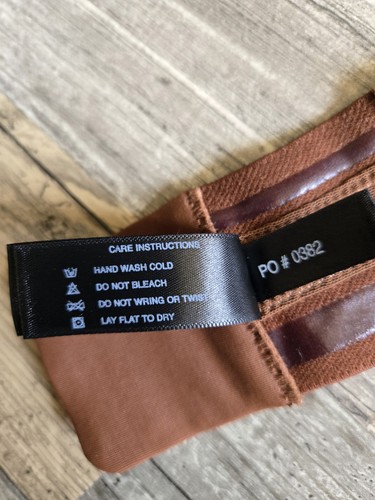 CARE INSTRUCTIONS
HAND WASH COLD
DO NOT BLEACH
DO NOT WRING OR TWIST
LAY FLAT TO DRY
PO # 0382